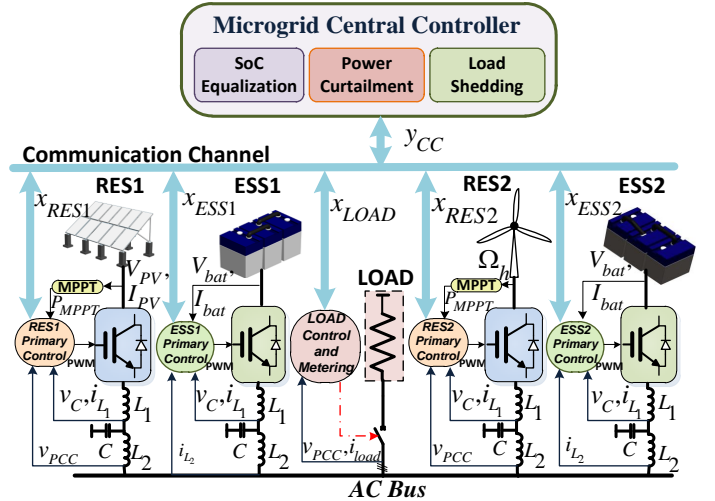 Microgrid Central Controller
SoC Equalization
Power Curtailment
Load Shedding
y_CC
Communication Channel
RES1
ESS1
RES2
ESS2
x_RES1
x_ESS1
x_LOAD
x_RES2
x_ESS2
V_PV,
I_PV
MPPT
P_MPPT
V_bat,
I_bat
LOAD
Ω_h
MPPT
P_MPPT
V_bat,
I_bat
RES1 Primary Control
PWM
ESS1 Primary Control
PWM
LOAD Control and Metering
RES2 Primary Control
PWM
ESS2 Primary Control
PWM
v_C, i_L1
L_1
v_C, i_L1
L_1
v_C, i_L1
L_1
v_C, i_L1
L_1
v_PCC
C
L_2
i_L2
C
L_2
v_PCC, i_load
v_PCC
C
L_2
i_L2
C
L_2
AC Bus